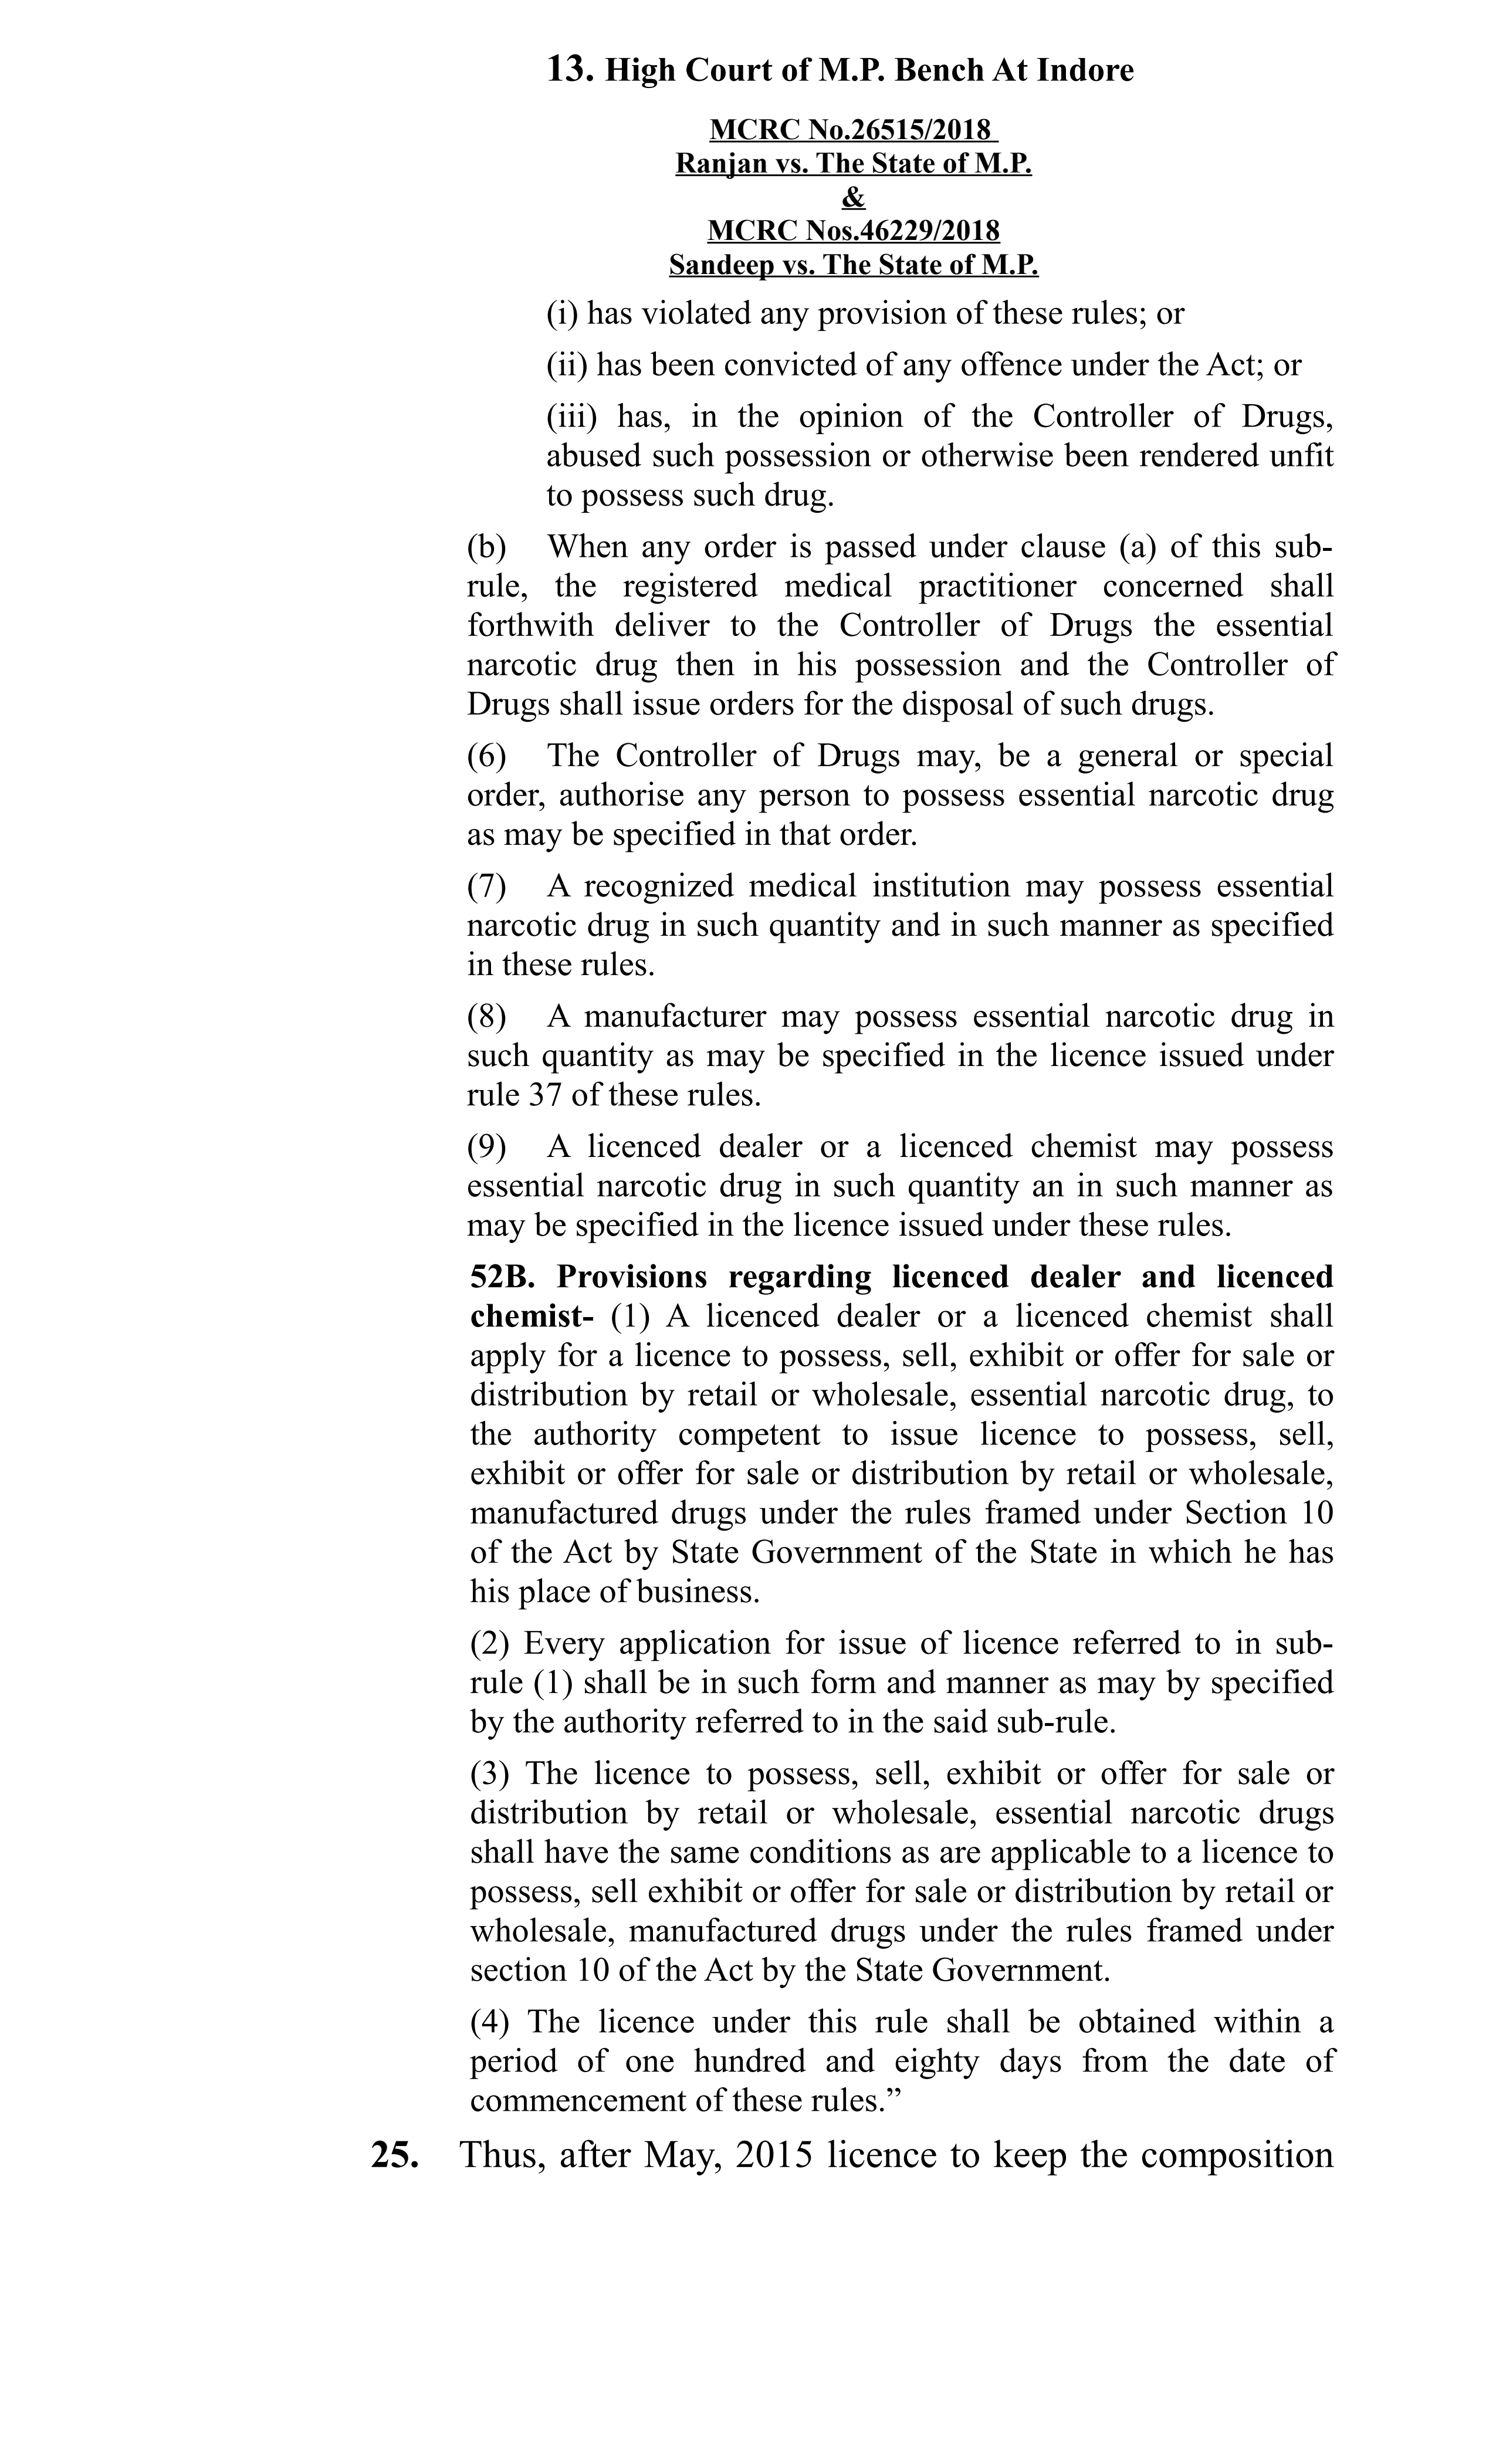 13. High Court of M.P. Bench At Indore
MCRC No.26515/2018
Ranjan vs. The State of M.P.
&
MCRC Nos.46229/2018
Sandeep vs. The State of M.P.
(i) has violated any provision of these rules; or
(ii) has been convicted of any offence under the Act; or
(iii) has, in the opinion of the Controller of Drugs,
abused such possession or otherwise been rendered unfit
to possess such drug.
(b) When any order is passed under clause (a) of this sub-
rule, the registered medical practitioner concerned shall
forthwith deliver to the Controller of Drugs the essential
narcotic drug then in his possession and the Controller of
Drugs shall issue orders for the disposal of such drugs.
(6) The Controller of Drugs may, be a general or special
order, authorise any person to possess essential narcotic drug
as may be specified in that order.
(7) A recognized medical institution may possess essential
narcotic drug in such quantity and in such manner as specified
in these rules.
(8) A manufacturer may possess essential narcotic drug in
such quantity as may be specified in the licence issued under
rule 37 of these rules.
(9) A licenced dealer or a licenced chemist may possess
essential narcotic drug in such quantity an in such manner as
may be specified in the licence issued under these rules.
52B. Provisions regarding licenced dealer and licenced
chemist- (1) A licenced dealer or a licenced chemist shall
apply for a licence to possess, sell, exhibit or offer for sale or
distribution by retail or wholesale, essential narcotic drug, to
the authority competent to issue licence to possess, sell,
exhibit or offer for sale or distribution by retail or wholesale,
manufactured drugs under the rules framed under Section 10
of the Act by State Government of the State in which he has
his place of business.
(2) Every application for issue of licence referred to in sub-
rule (1) shall be in such form and manner as may by specified
by the authority referred to in the said sub-rule.
(3) The licence to possess, sell, exhibit or offer for sale or
distribution by retail or wholesale, essential narcotic drugs
shall have the same conditions as are applicable to a licence to
possess, sell exhibit or offer for sale or distribution by retail or
wholesale, manufactured drugs under the rules framed under
section 10 of the Act by the State Government.
(4) The licence under this rule shall be obtained within a
period of one hundred and eighty days from the date of
commencement of these rules.”
25. Thus, after May, 2015 licence to keep the composition